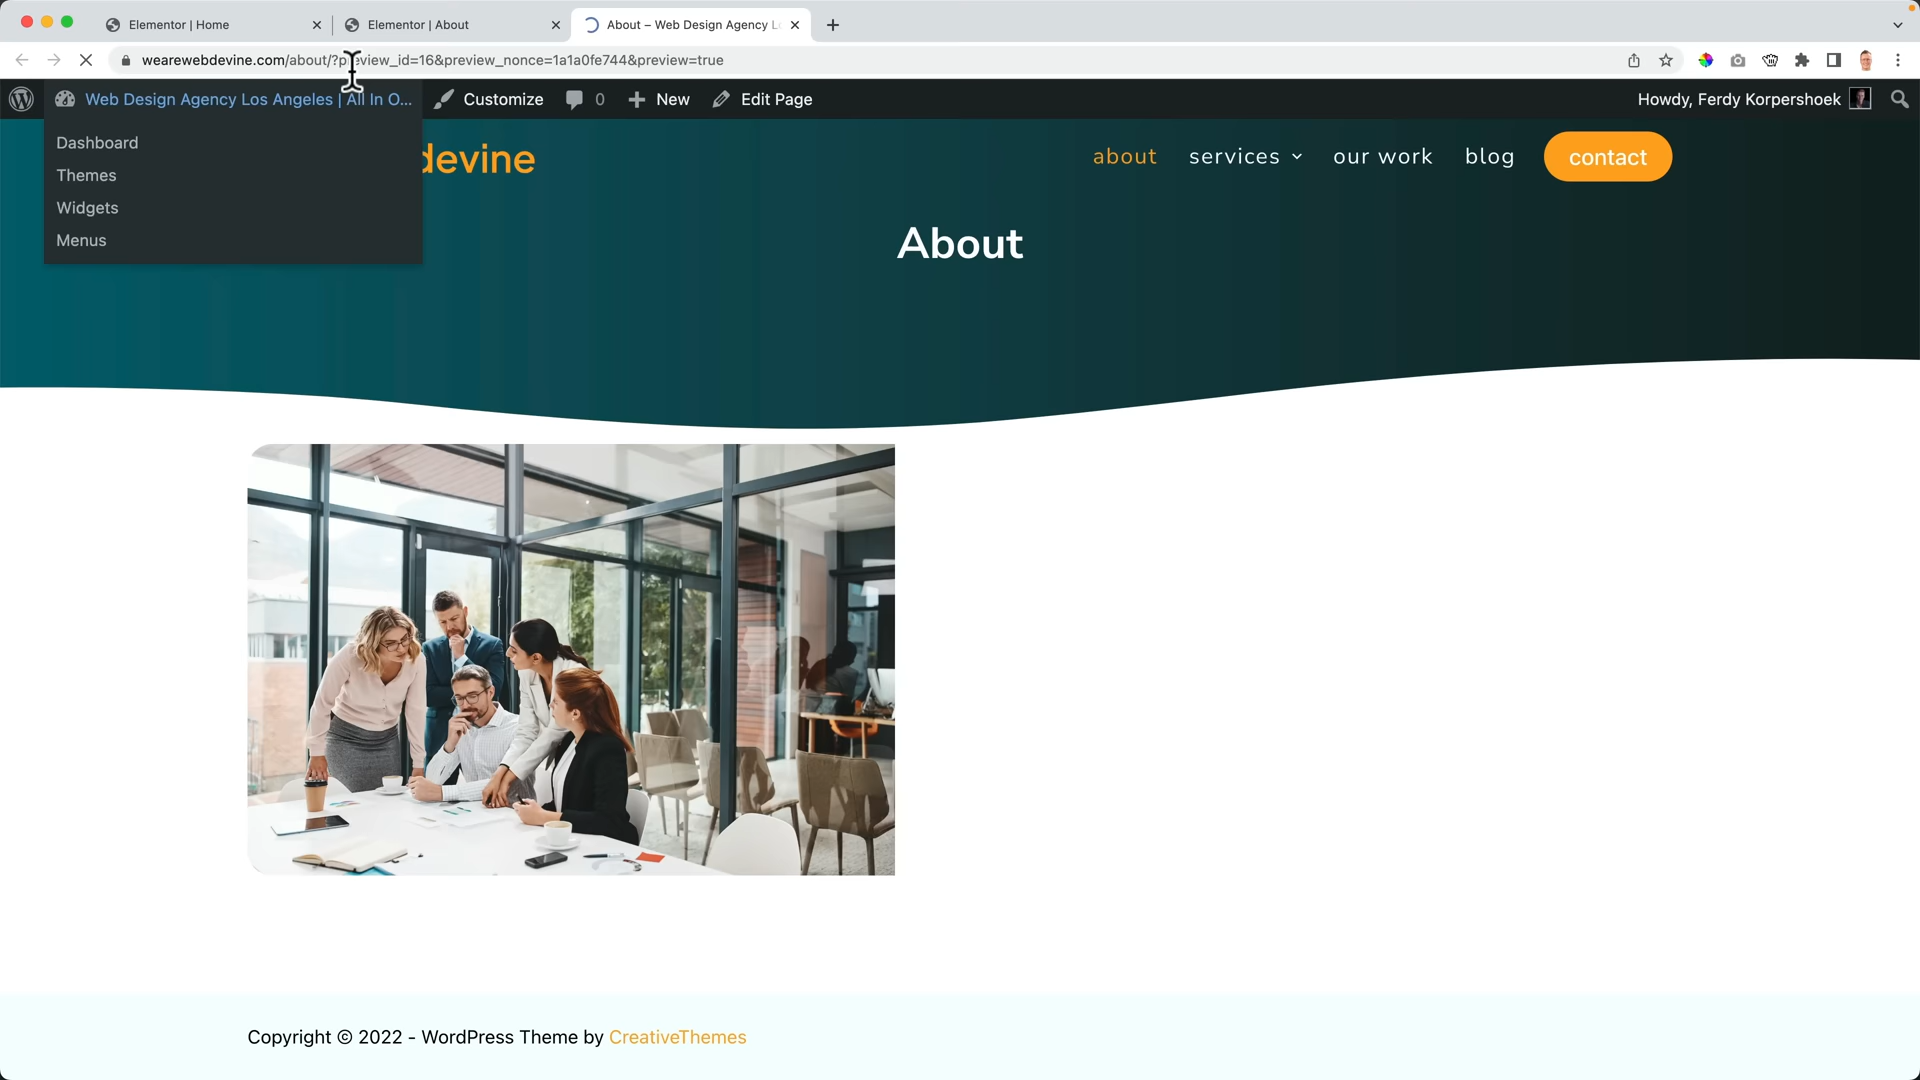 Elementor | Home
Elementor | About
About – Web Design Agency L
wearewebdevine.com/about/?preview_id=16&preview_nonce=1a1a0fe744&preview=true
Web Design Agency Los Angeles | All In O...
Customize
0
New
Edit Page
Howdy, Ferdy Korpershoek
Dashboard
Themes
Widgets
Menus
devine
about
services
our work
blog
contact
About
Copyright © 2022 - WordPress Theme by CreativeThemes